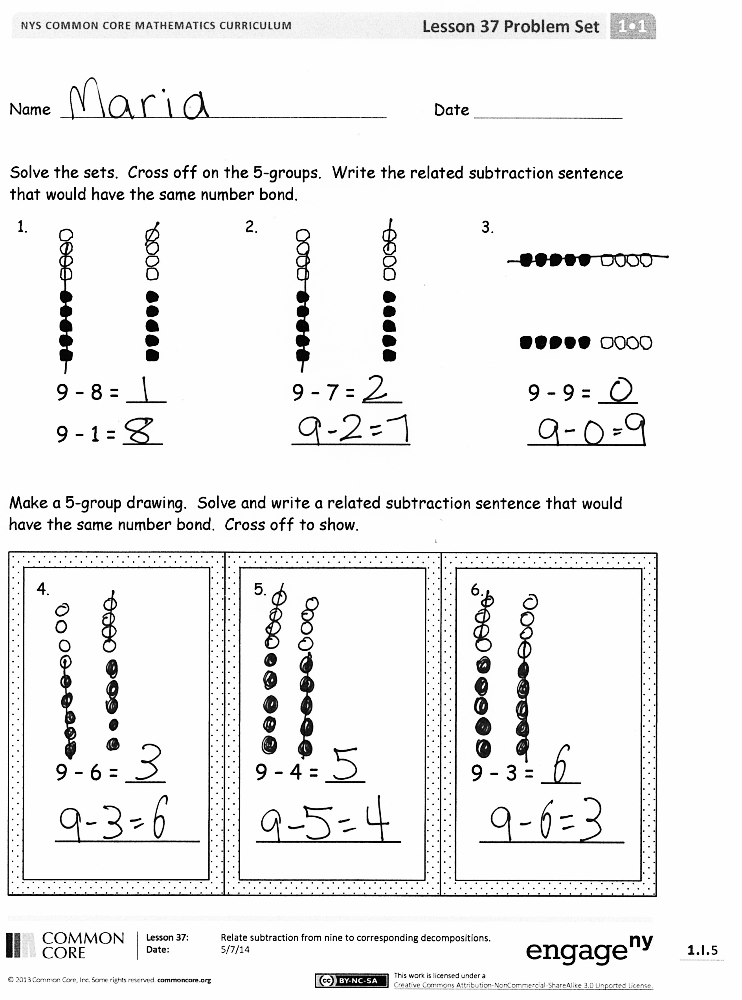 NYS COMMON CORE MATHEMATICS CURRICULUM Lesson 37 Problem Set 1•1
Name Maria Date
Solve the sets. Cross off on the 5-groups. Write the related subtraction sentence
that would have the same number bond.
1. 2. 3.
9 - 8 = 1 9 - 7 = 2 9 - 9 = 0
9 - 1 = 8 9-2=7 9-0=9
Make a 5-group drawing. Solve and write a related subtraction sentence that would
have the same number bond. Cross off to show.
4. 5. 6.
9 - 6 = 3 9 - 4 = 5 9 - 3 = 6
9-3=6 9-5=4 9-6=3
COMMON CORE
Lesson 37: Relate subtraction from nine to corresponding decompositions.
Date: 5/7/14
engage ny
1.I.5
© 2013 Common Core, Inc. Some rights reserved. commoncore.org
cc BY-NC-SA
This work is licensed under a
Creative Commons Attribution-NonCommercial-ShareAlike 3.0 Unported License.